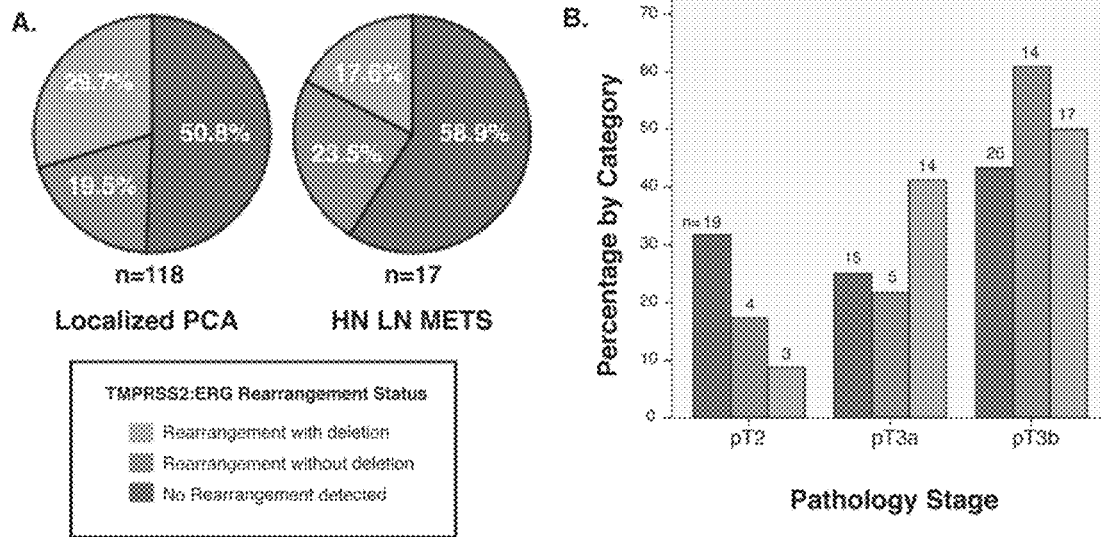 A.
29.7%
50.8%
19.5%
n=118
Localized PCA
17.6%
58.9%
23.5%
n=17
HN LN METS
TMPRSS2:ERG Rearrangement Status
Rearrangement with deletion
Rearrangement without deletion
No Rearrangement detected
B.
Percentage by Category
70
60
50
40
30
20
10
0
n=19
4
3
15
5
14
26
14
17
pT2
pT3a
pT3b
Pathology Stage